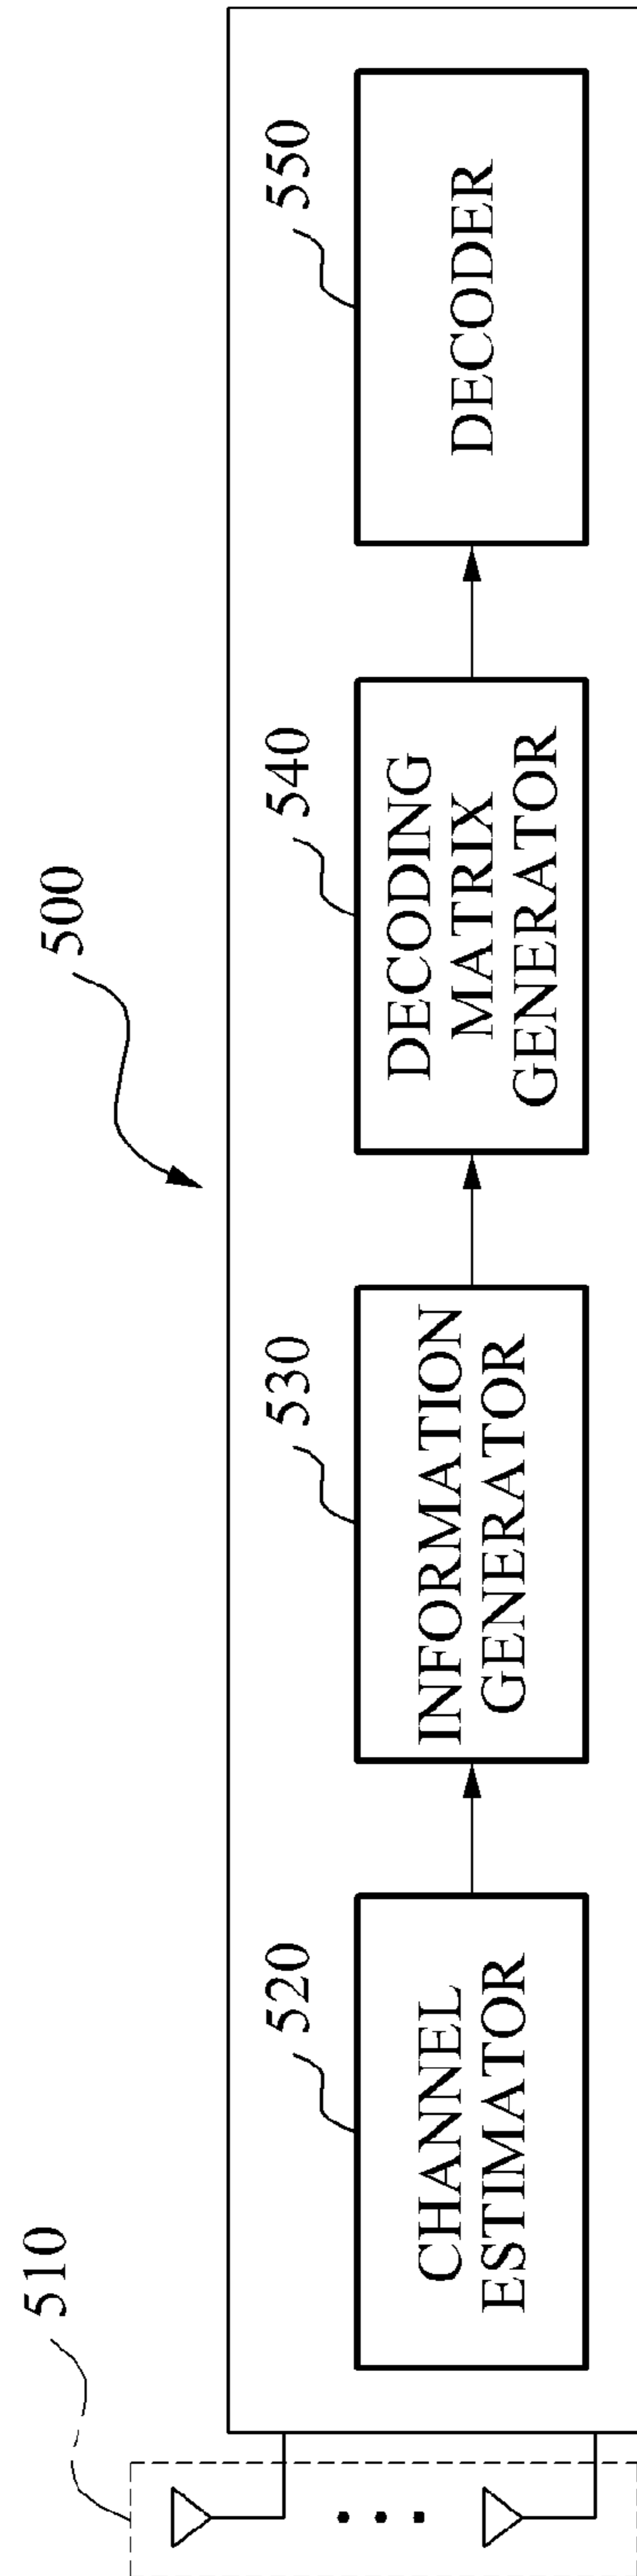 500
510
520
CHANNEL
ESTIMATOR
530
INFORMATION
GENERATOR
540
DECODING
MATRIX
GENERATOR
550
DECODER